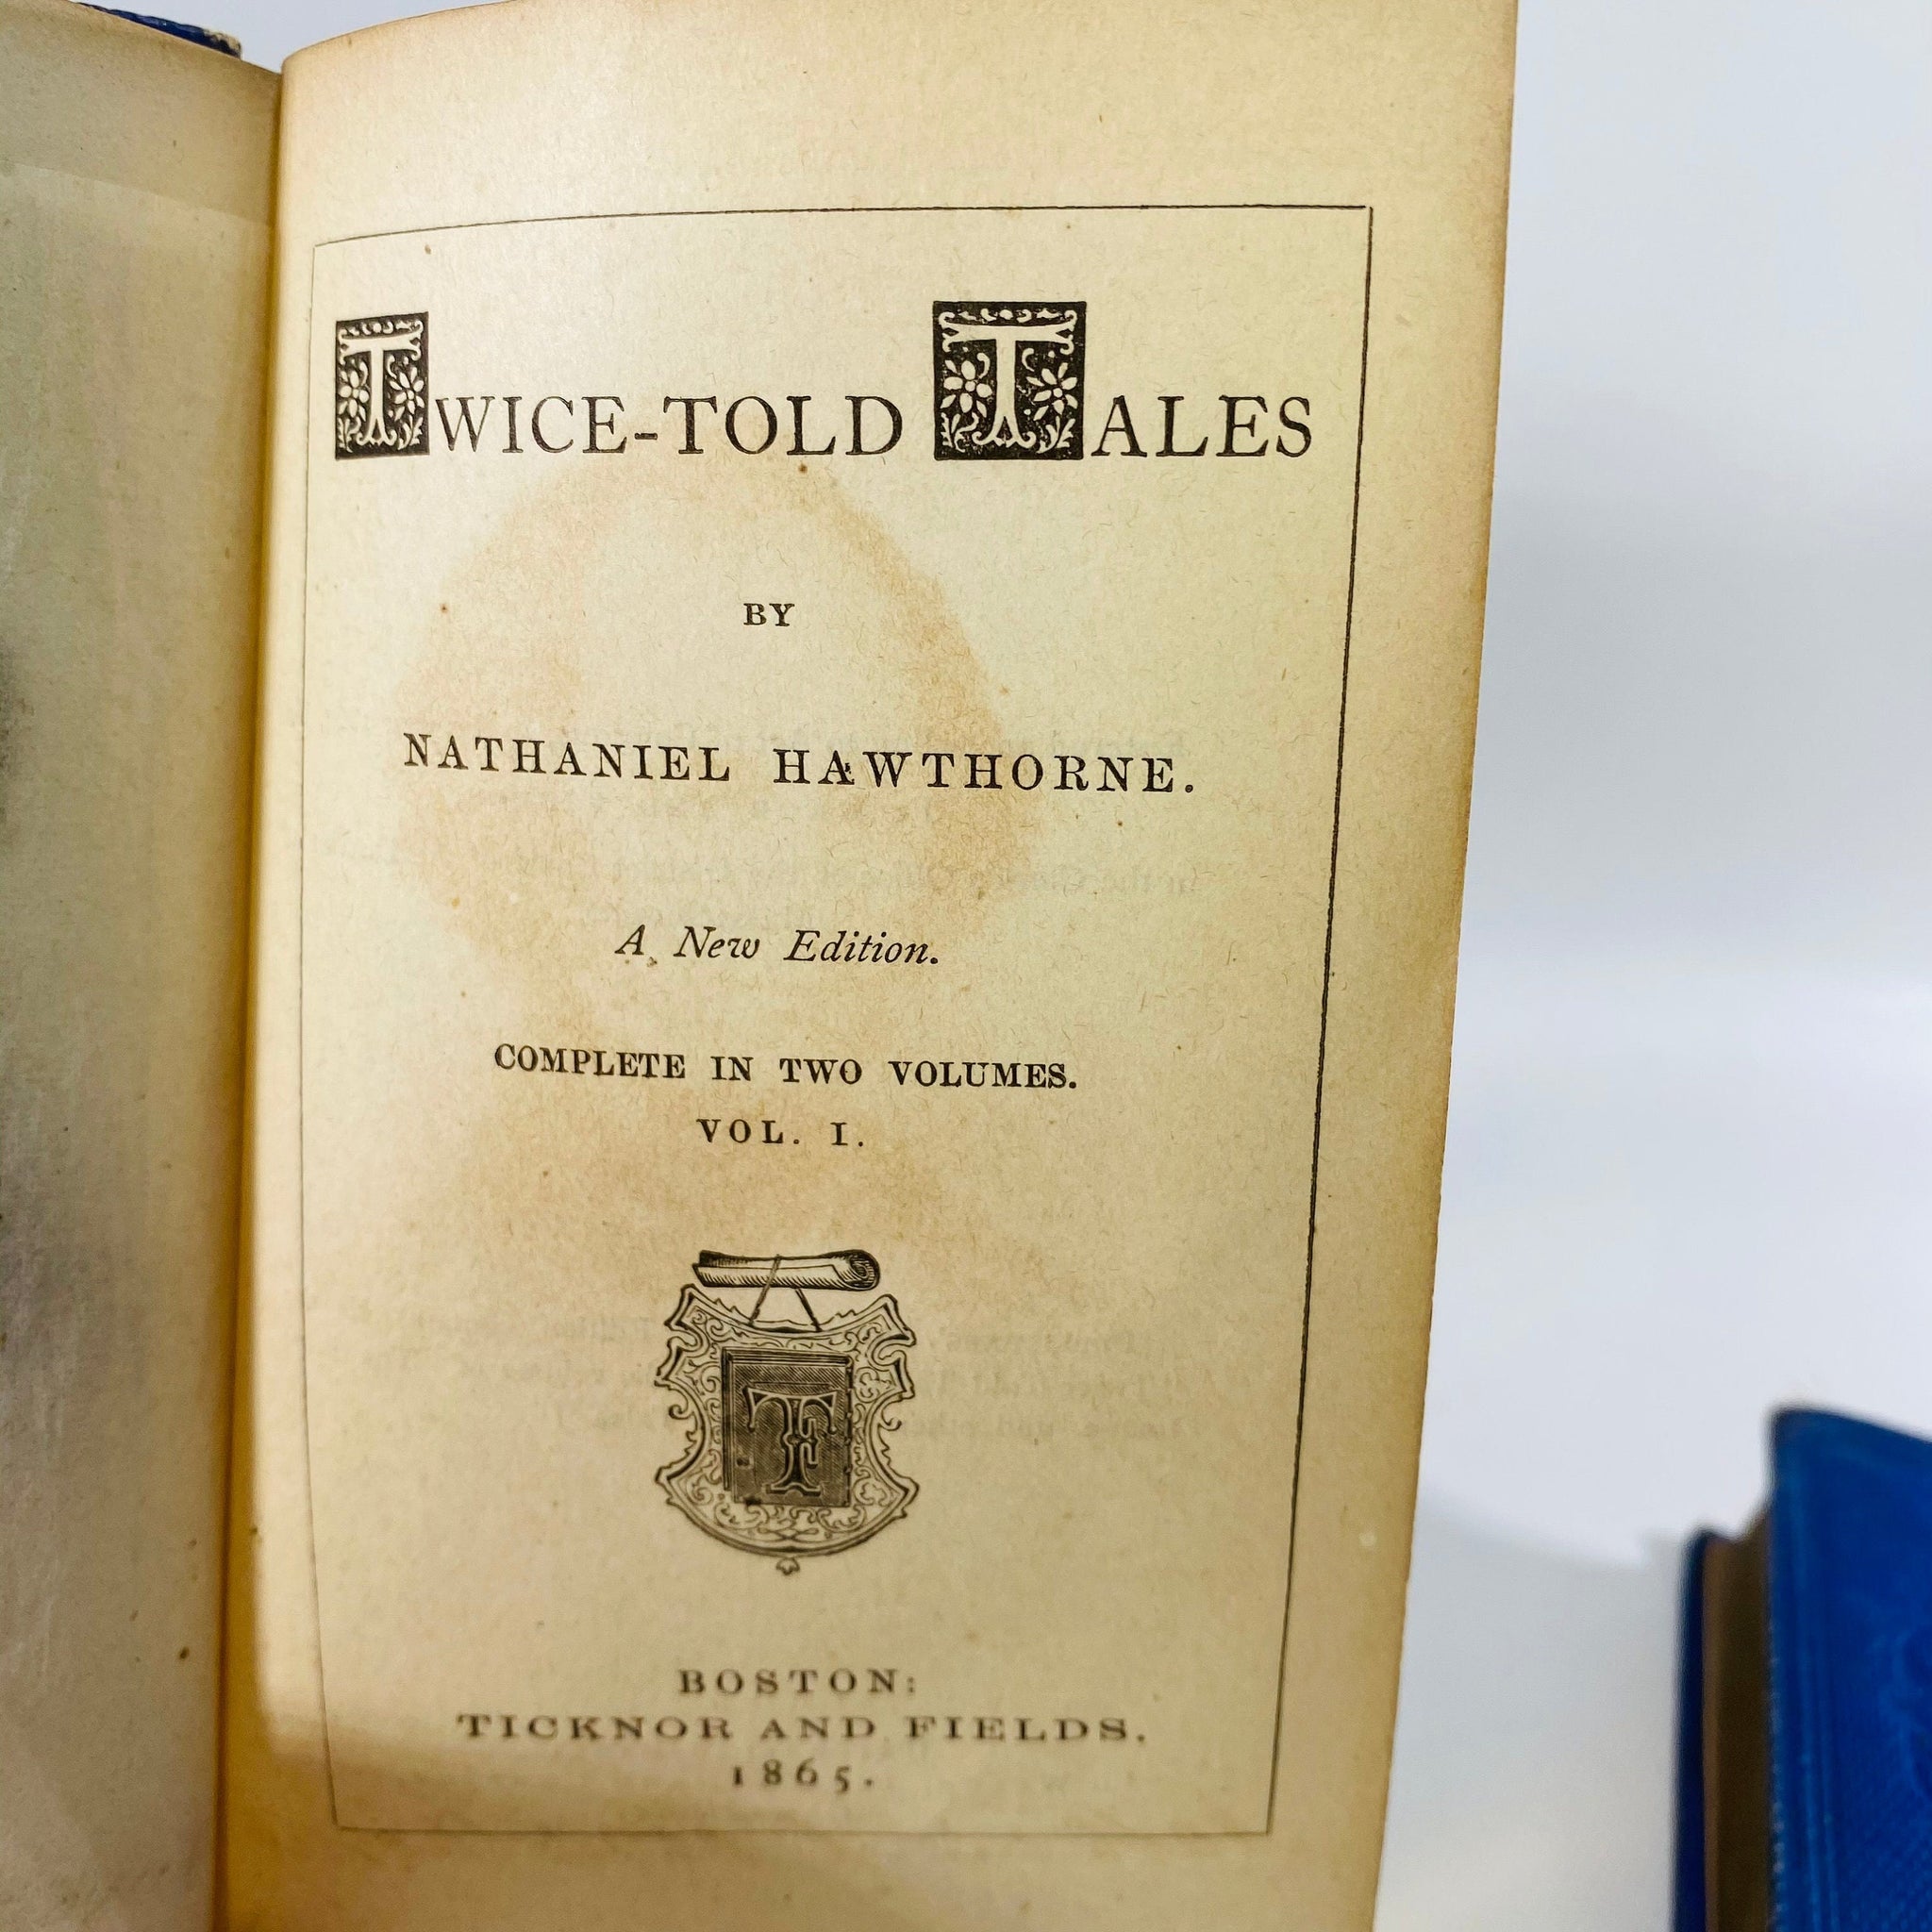 TWICE-TOLD TALES
BY
NATHANIEL HAWTHORNE.
A New Edition.
COMPLETE IN TWO VOLUMES.
VOL. I.
TF
BOSTON:
TICKNOR AND FIELDS.
1865.